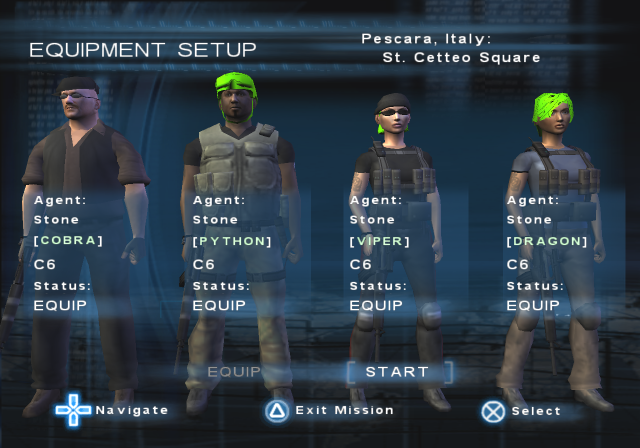 EQUIPMENT SETUP
Pescara, Italy:
St. Cetteo Square
Agent:
Stone
[COBRA]
C6
Status:
EQUIP
Agent:
Stone
[PYTHON]
C6
Status:
EQUIP
Agent:
Stone
[VIPER]
C6
Status:
EQUIP
Agent:
Stone
[DRAGON]
C6
Status:
EQUIP
EQUIP
[START]
Navigate
Exit Mission
Select